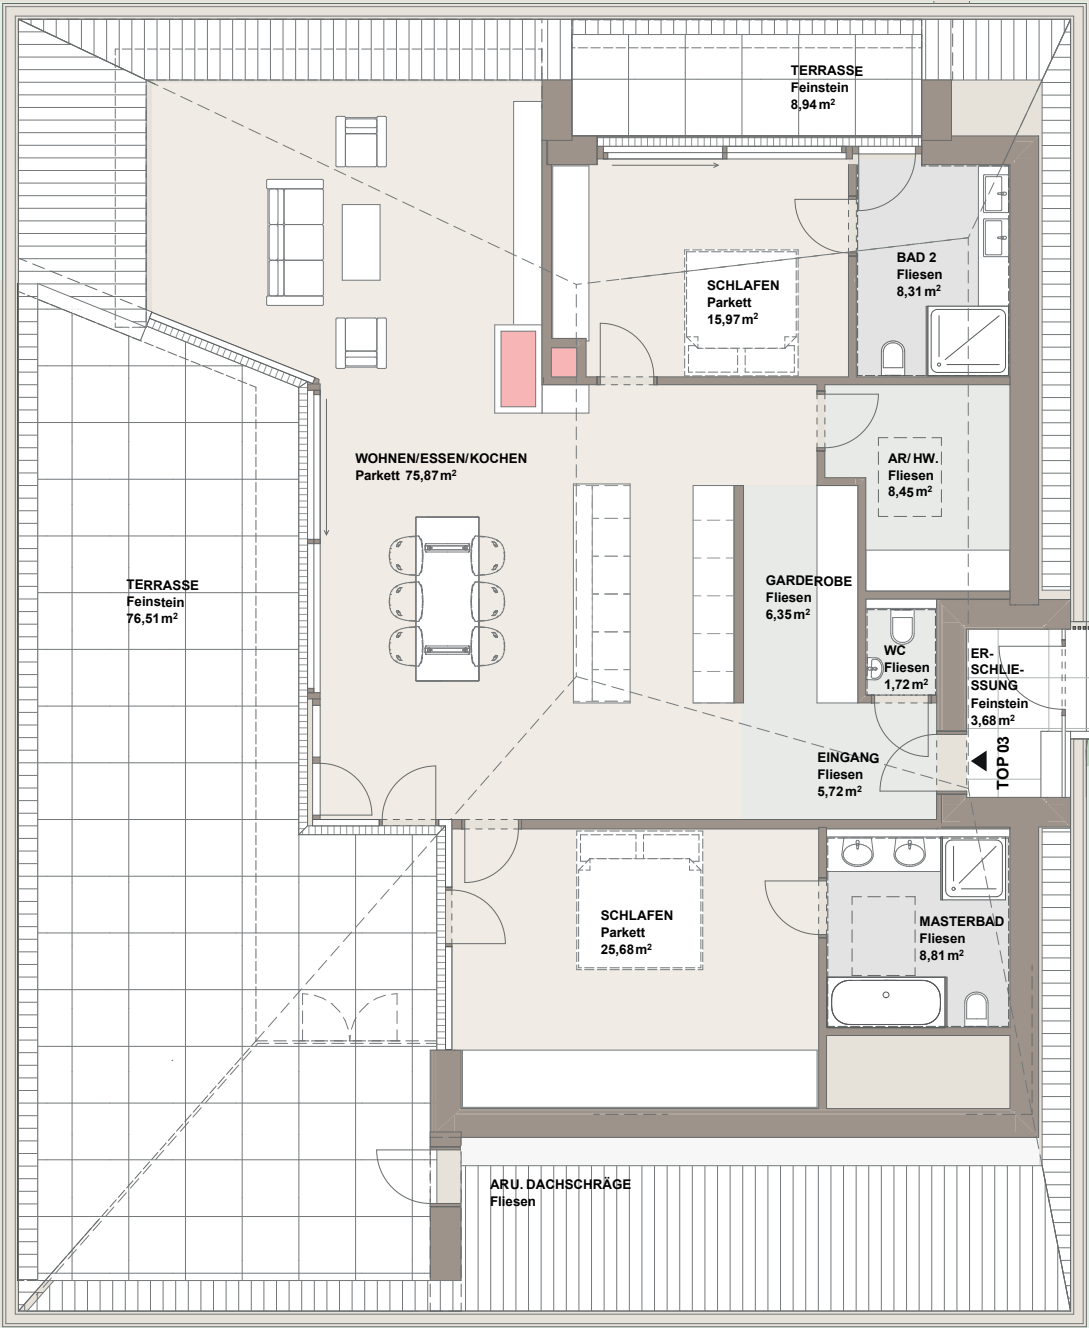 TERRASSE
Feinstein
8,94 m²
BAD 2
Fliesen
8,31 m²
SCHLAFEN
Parkett
15,97 m²
WOHNEN/ESSEN/KOCHEN
Parkett 75,87 m²
AR/ HW.
Fliesen
8,45 m²
TERRASSE
Feinstein
76,51 m²
GARDEROBE
Fliesen
6,35 m²
WC
Fliesen
1,72 m²
ER-
SCHLIE-
SSUNG
Feinstein
3,68 m²
EINGANG
Fliesen
5,72 m²
TOP 03
SCHLAFEN
Parkett
25,68 m²
MASTERBAD
Fliesen
8,81 m²
AR U. DACHSCHRÄGE
Fliesen